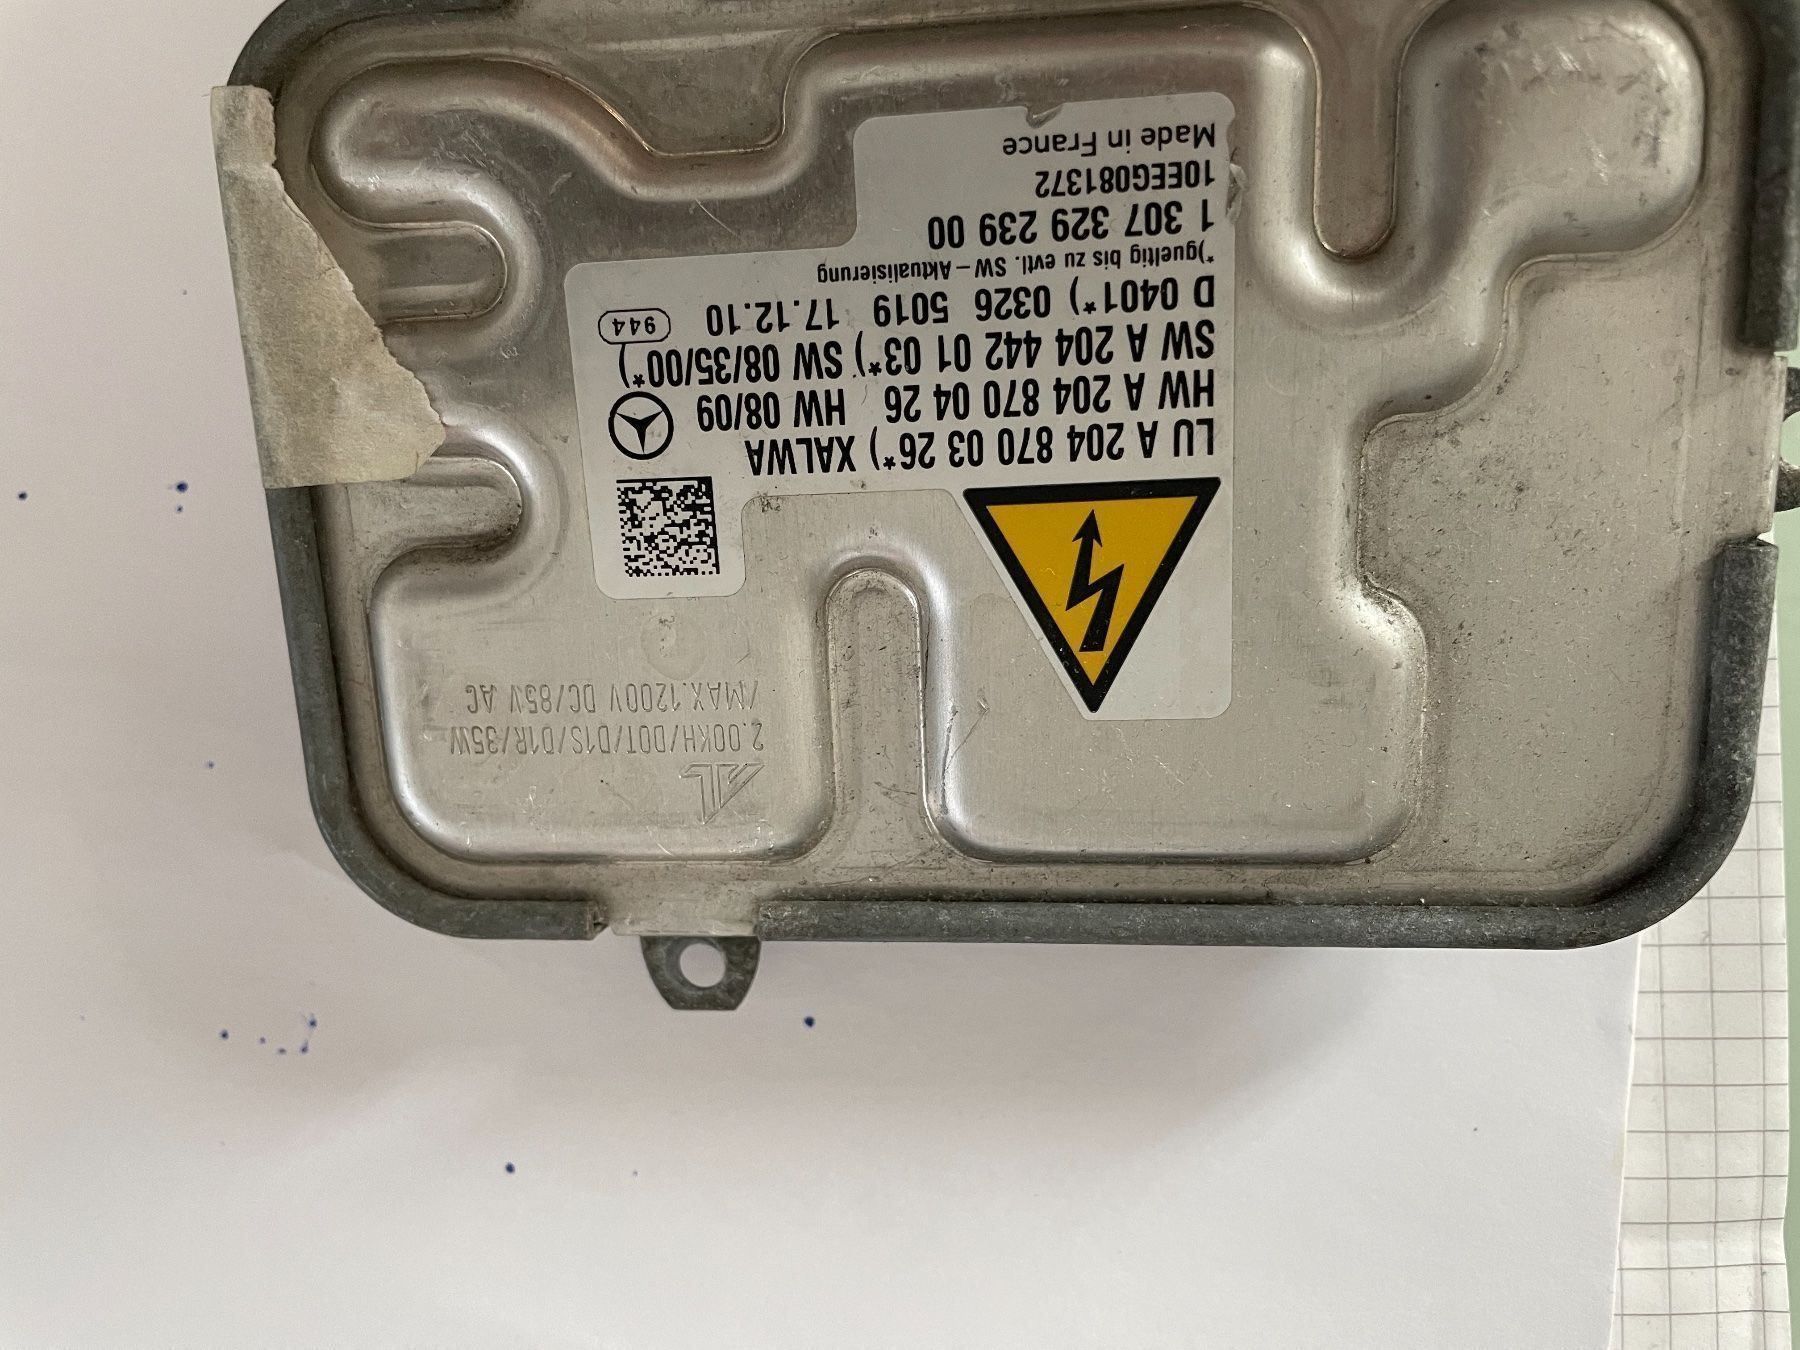 2.00KH/D0T/D1S/D1R/35W
/MAX.1200V DC/85V AC
LU A 204 870 03 26*) XALWA
HW A 204 870 04 26 HW 08/09
SW A 204 442 01 03*) SW 08/35/00*)
D 0401*) 0326 5019 17.12.10 944
*)gueltig bis zu evtl. SW-Aktualisierung
1 307 329 239 00
10EEG081372
Made in France